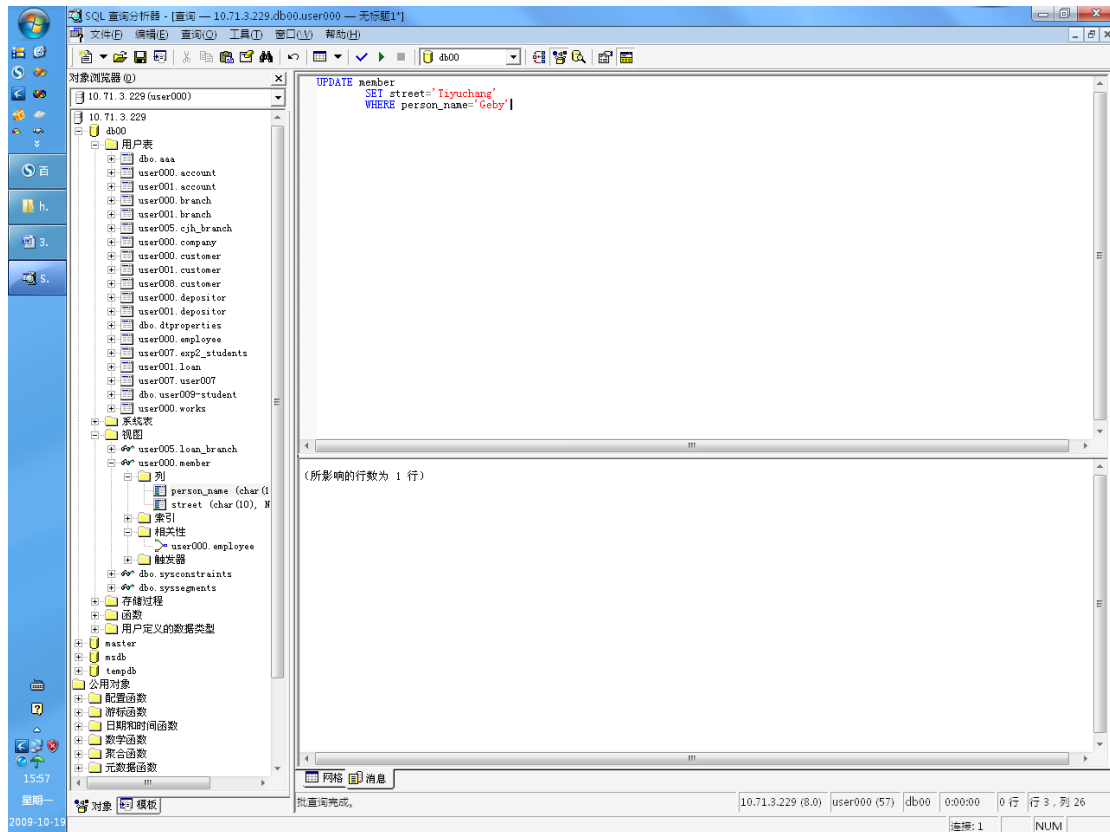 SQL 查询分析器 - [查询 — 10.71.3.229.db00.user000 — 无标题1*]
文件(F) 编辑(E) 查询(Q) 工具(T) 窗口(W) 帮助(H)
db00
对象浏览器(O)
10.71.3.229(user000)
10.71.3.229
db00
用户表
dbo.aaa
user000.account
user001.account
user000.branch
user001.branch
user005.cjh_branch
user000.company
user000.customer
user001.customer
user008.customer
user000.depositor
user001.depositor
dbo.dtproperties
user000.employee
user007.exp2_students
user001.loan
user007.user007
dbo.user009-student
user000.works
系统表
视图
user005.loan_branch
user000.member
列
person_name (char(1
street (char(10), N
索引
相关性
user000.employee
触发器
dbo.sysconstraints
dbo.syssegments
存储过程
函数
用户定义的数据类型
master
msdb
tempdb
公用对象
配置函数
游标函数
日期和时间函数
数学函数
聚合函数
元数据函数
对象 模板
UPDATE member
SET street='Tiyuchang'
WHERE person_name='Geby'
(所影响的行数为 1 行)
网格 消息
批查询完成。 10.71.3.229 (8.0) user000 (57) db00 0:00:00 0 行 行 3, 列 26
连接: 1 NUM
百
h.
3.
S.
15:57
星期一
2009-10-19